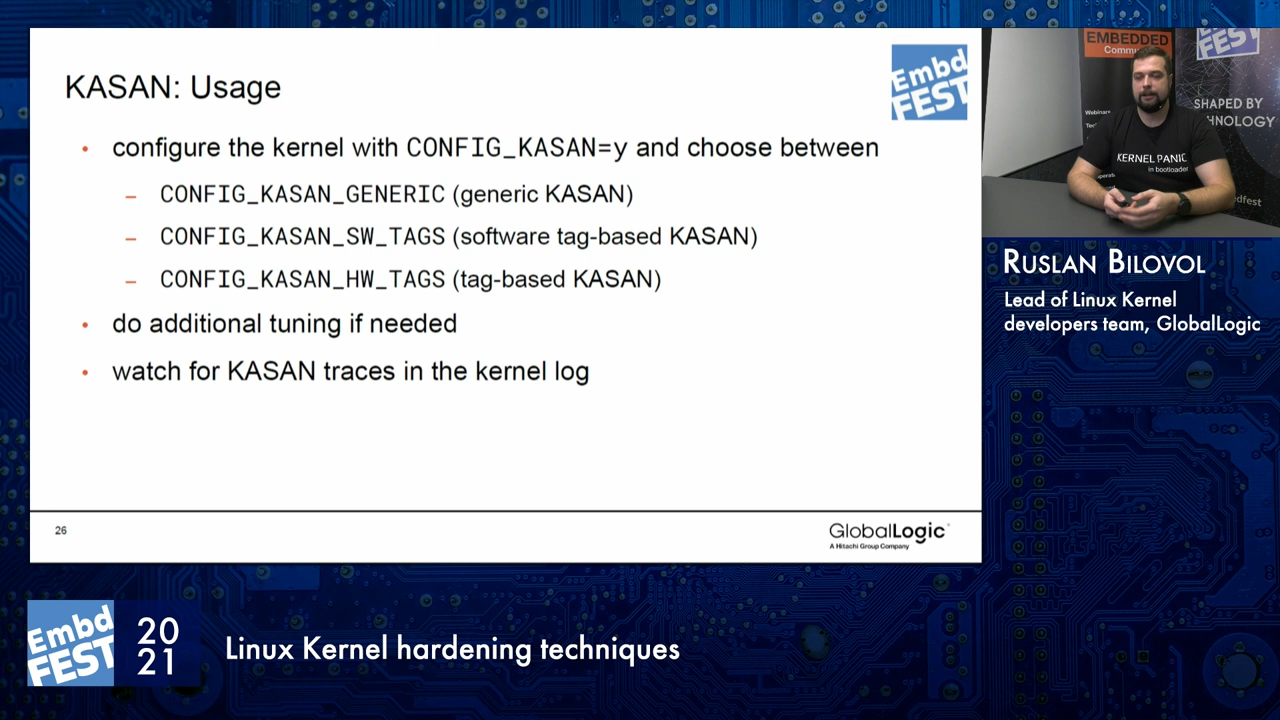 KASAN: Usage
Embd
FEST
• configure the kernel with CONFIG_KASAN=y and choose between
– CONFIG_KASAN_GENERIC (generic KASAN)
– CONFIG_KASAN_SW_TAGS (software tag-based KASAN)
– CONFIG_KASAN_HW_TAGS (tag-based KASAN)
• do additional tuning if needed
• watch for KASAN traces in the kernel log
26
GlobalLogic
A Hitachi Group Company
EMBEDDED
FEST
SHAPED BY
KERNEL PANIC
in bootloader
RUSLAN BILOVOL
Lead of Linux Kernel
developers team, GlobalLogic
Embd
FEST
20
21
Linux Kernel hardening techniques